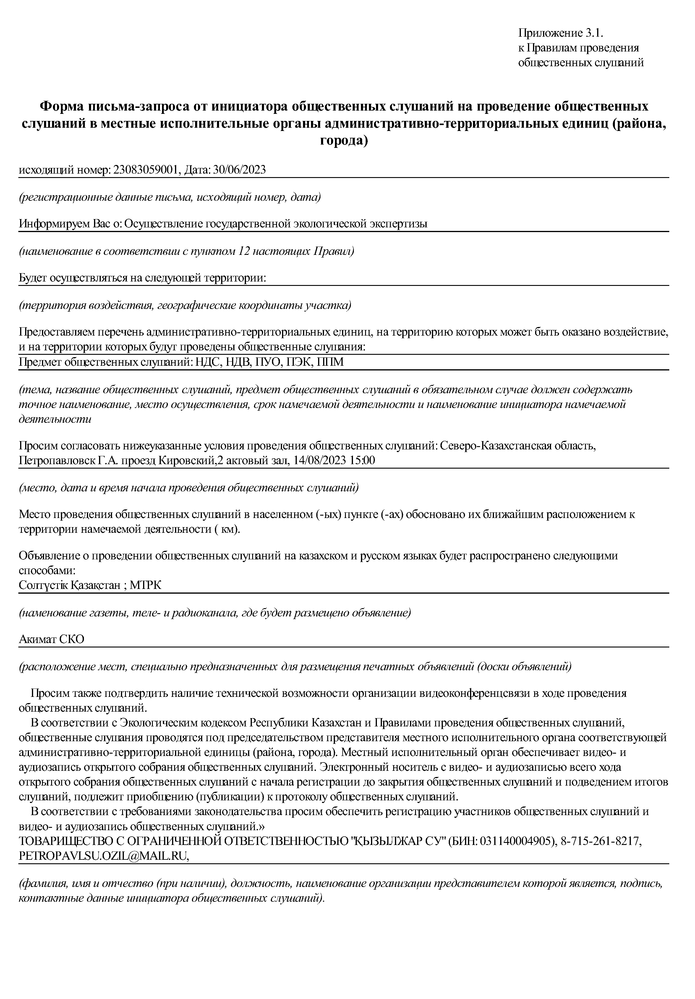 Приложение 3.1.
к Правилам проведения
общественных слушаний
Форма письма-запроса от инициатора общественных слушаний на проведение общественных
слушаний в местные исполнительные органы административно-территориальных единиц (района,
города)
исходящий номер: 23083059001, Дата: 30/06/2023
(регистрационные данные письма, исходящий номер, дата)
Информируем Вас о: Осуществление государственной экологической экспертизы
(наименование в соответствии с пунктом 12 настоящих Правил)
Будет осуществляться на следующей территории:
(территория воздействия, географические координаты участка)
Предоставляем перечень административно-территориальных единиц, на территорию которых может быть оказано воздействие,
и на территории которых будут проведены общественные слушания:
Предмет общественных слушаний: НДС, НДВ, ПУО, ПЭК, ППМ
(тема, название общественных слушаний, предмет общественных слушаний в обязательном случае должен содержать
точное наименование, место осуществления, срок намечаемой деятельности и наименование инициатора намечаемой
деятельности
Просим согласовать нижеуказанные условия проведения общественных слушаний: Северо-Казахстанская область,
Петропавловск Г.А. проезд Кировский,2 актовый зал, 14/08/2023 15:00
(место, дата и время начала проведения общественных слушаний)
Место проведения общественных слушаний в населенном (-ых) пункте (-ах) обосновано их ближайшим расположением к
территории намечаемой деятельности ( км).
Объявление о проведении общественных слушаний на казахском и русском языках будет распространено следующими
способами:
Солтүстік Қазақстан ; МТРК
(наменование газеты, теле- и радиоканала, где будет размещено объявление)
Акимат СКО
(расположение мест, специально предназначенных для размещения печатных объявлений (доски объявлений)
Просим также подтвердить наличие технической возможности организации видеоконференцсвязи в ходе проведения
общественных слушаний.
В соответствии с Экологическим кодексом Республики Казахстан и Правилами проведения общественных слушаний,
общественные слушания проводятся под председательством представителя местного исполнительного органа соответствующей
административно-территориальной единицы (района, города). Местный исполнительный орган обеспечивает видео- и
аудиозапись открытого собрания общественных слушаний. Электронный носитель с видео- и аудиозаписью всего хода
открытого собрания общественных слушаний с начала регистрации до закрытия общественных слушаний и подведением итогов
слушаний, подлежит приобщению (публикации) к протоколу общественных слушаний.
В соответствии с требованиями законодательства просим обеспечить регистрацию участников общественных слушаний и
видео- и аудиозапись общественных слушаний.»
ТОВАРИЩЕСТВО С ОГРАНИЧЕННОЙ ОТВЕТСТВЕННОСТЬЮ "ҚЫЗЫЛЖАР СУ" (БИН: 031140004905), 8-715-261-8217,
PETROPAVLSU.OZIL@MAIL.RU,
(фамилия, имя и отчество (при наличии), должность, наименование организации представителем которой является, подпись,
контактные данные инициатора общественных слушаний).